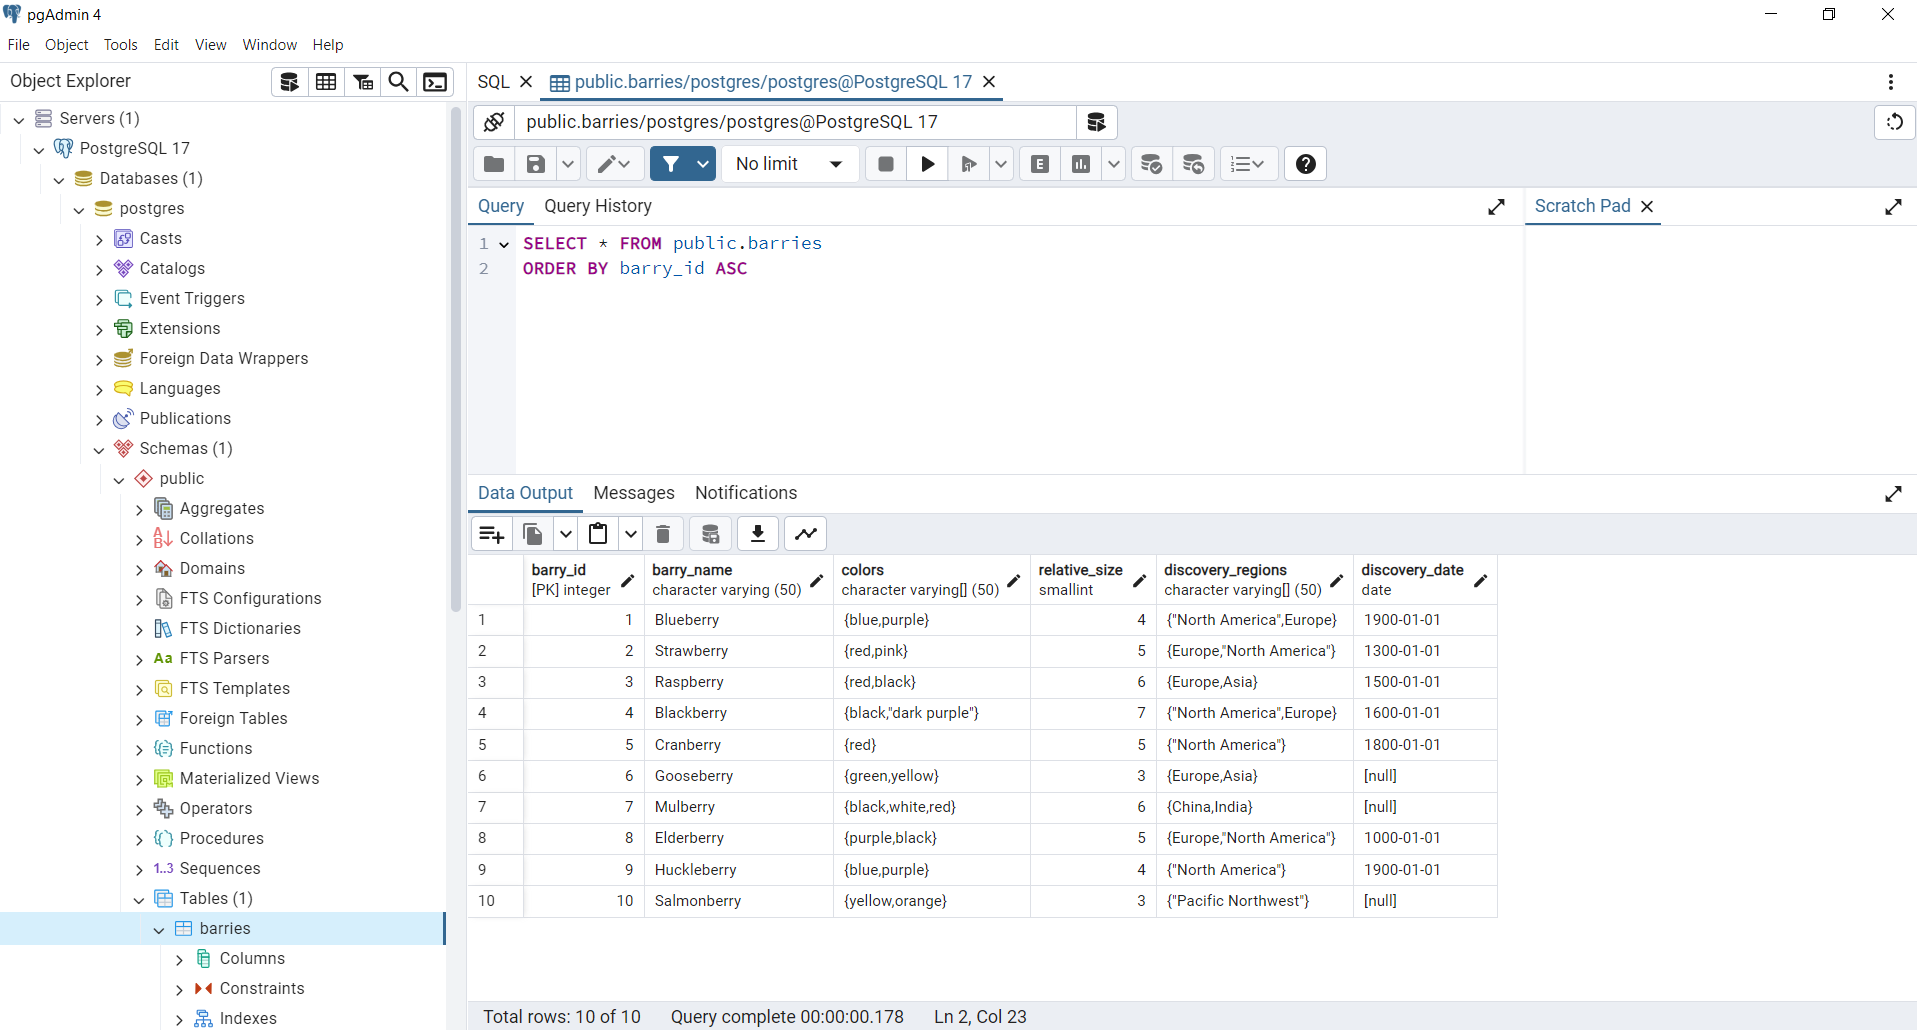 pgAdmin 4
File Object Tools Edit View Window Help
Object Explorer
SQL
public.barries/postgres/postgres@PostgreSQL 17
Servers (1)
PostgreSQL 17
Databases (1)
postgres
Casts
Catalogs
Event Triggers
Extensions
Foreign Data Wrappers
Languages
Publications
Schemas (1)
public
Aggregates
Collations
Domains
FTS Configurations
FTS Dictionaries
Aa FTS Parsers
FTS Templates
Foreign Tables
Functions
Materialized Views
Operators
Procedures
1..3 Sequences
Tables (1)
barries
Columns
Constraints
Indexes
public.barries/postgres/postgres@PostgreSQL 17
No limit
E
Query Query History
Scratch Pad
1 SELECT * FROM public.barries
2 ORDER BY barry_id ASC
Data Output Messages Notifications
barry_id barry_name colors relative_size discovery_regions discovery_date
[PK] integer character varying (50) character varying[] (50) smallint character varying[] (50) date
1 1 Blueberry {blue,purple} 4 {"North America",Europe} 1900-01-01
2 2 Strawberry {red,pink} 5 {Europe,"North America"} 1300-01-01
3 3 Raspberry {red,black} 6 {Europe,Asia} 1500-01-01
4 4 Blackberry {black,"dark purple"} 7 {"North America",Europe} 1600-01-01
5 5 Cranberry {red} 5 {"North America"} 1800-01-01
6 6 Gooseberry {green,yellow} 3 {Europe,Asia} [null]
7 7 Mulberry {black,white,red} 6 {China,India} [null]
8 8 Elderberry {purple,black} 5 {Europe,"North America"} 1000-01-01
9 9 Huckleberry {blue,purple} 4 {"North America"} 1900-01-01
10 10 Salmonberry {yellow,orange} 3 {"Pacific Northwest"} [null]
Total rows: 10 of 10 Query complete 00:00:00.178 Ln 2, Col 23